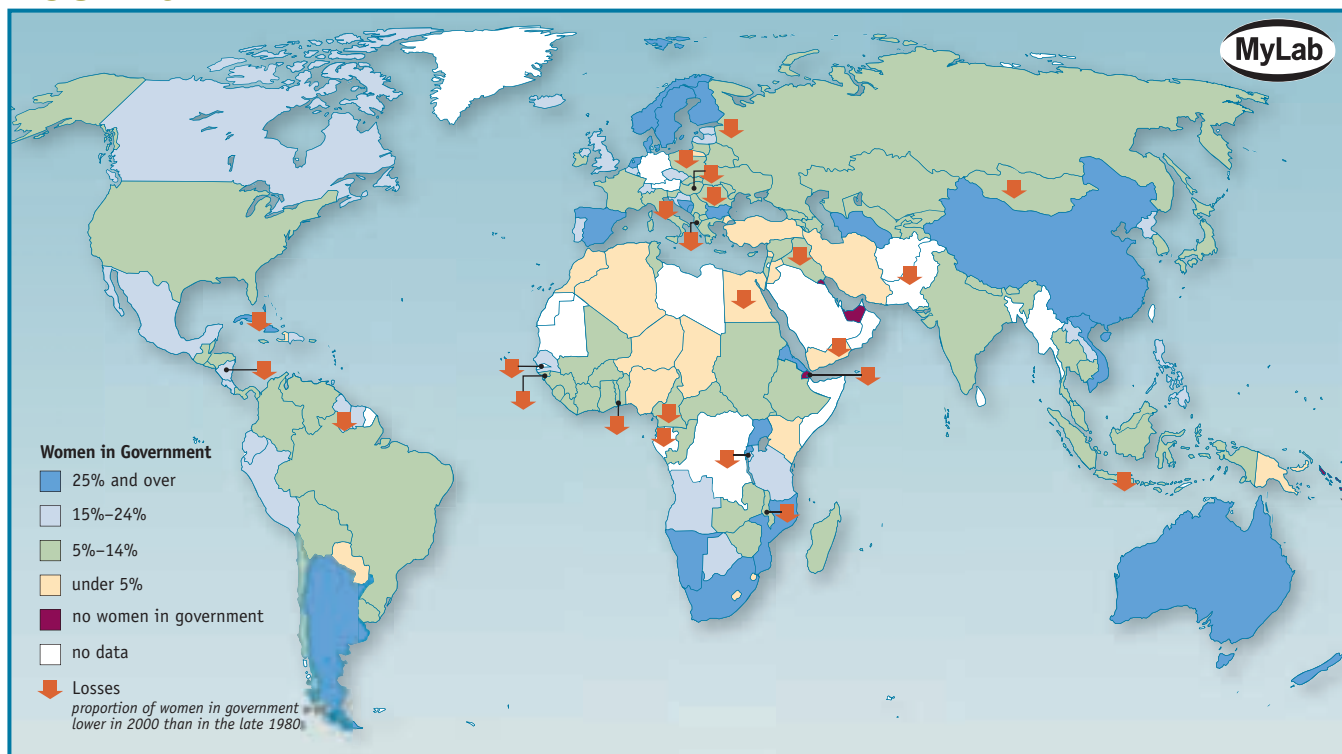 MyLab
Women in Government
25% and over
15%–24%
5%–14%
under 5%
no women in government
no data
Losses
proportion of women in government
lower in 2000 than in the late 1980s